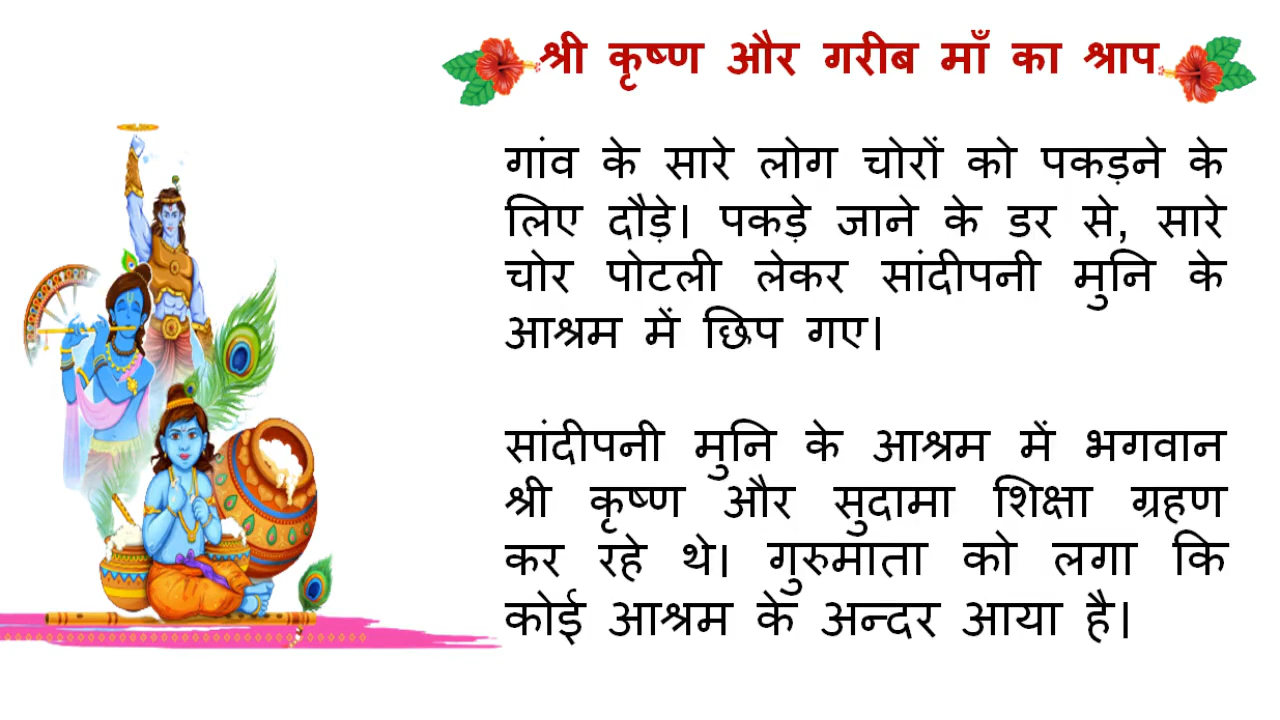 श्री कृष्ण और गरीब माँ का श्राप
गांव के सारे लोग चोरों को पकड़ने के
लिए दौड़े। पकड़े जाने के डर से, सारे
चोर पोटली लेकर सांदीपनी मुनि के
आश्रम में छिप गए।
सांदीपनी मुनि के आश्रम में भगवान
श्री कृष्ण और सुदामा शिक्षा ग्रहण
कर रहे थे। गुरुमाता को लगा कि
कोई आश्रम के अन्दर आया है।